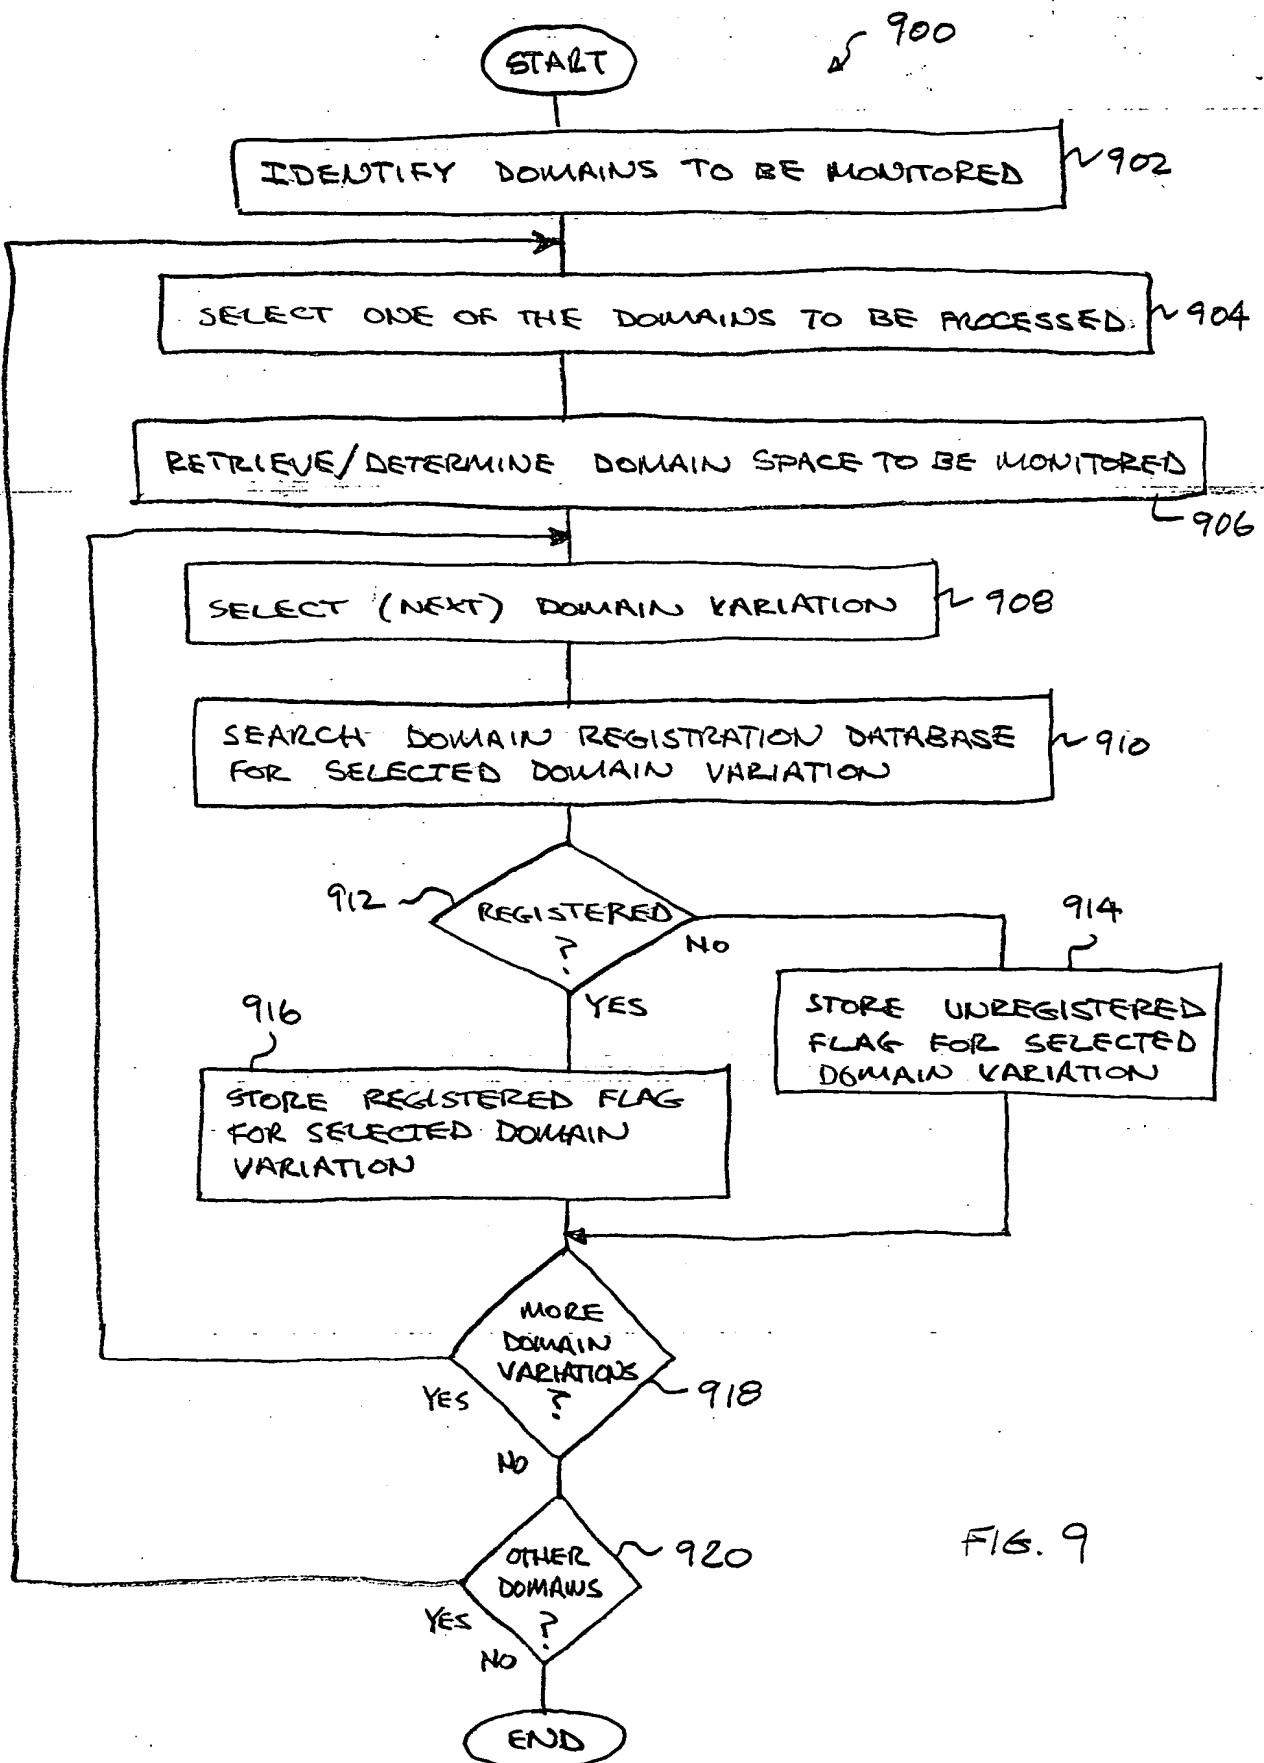 START
900
IDENTIFY DOMAINS TO BE MONITORED
902
SELECT ONE OF THE DOMAINS TO BE PROCESSED
904
RETRIEVE/DETERMINE DOMAIN SPACE TO BE MONITORED
906
SELECT (NEXT) DOMAIN VARIATION
908
SEARCH DOMAIN REGISTRATION DATABASE
FOR SELECTED DOMAIN VARIATION
910
912
REGISTERED
?
NO
YES
914
STORE UNREGISTERED
FLAG FOR SELECTED
DOMAIN VARIATION
916
STORE REGISTERED FLAG
FOR SELECTED DOMAIN
VARIATION
MORE
DOMAIN
VARIATIONS
?
918
YES
NO
OTHER
DOMAINS
?
920
YES
NO
END
FIG. 9